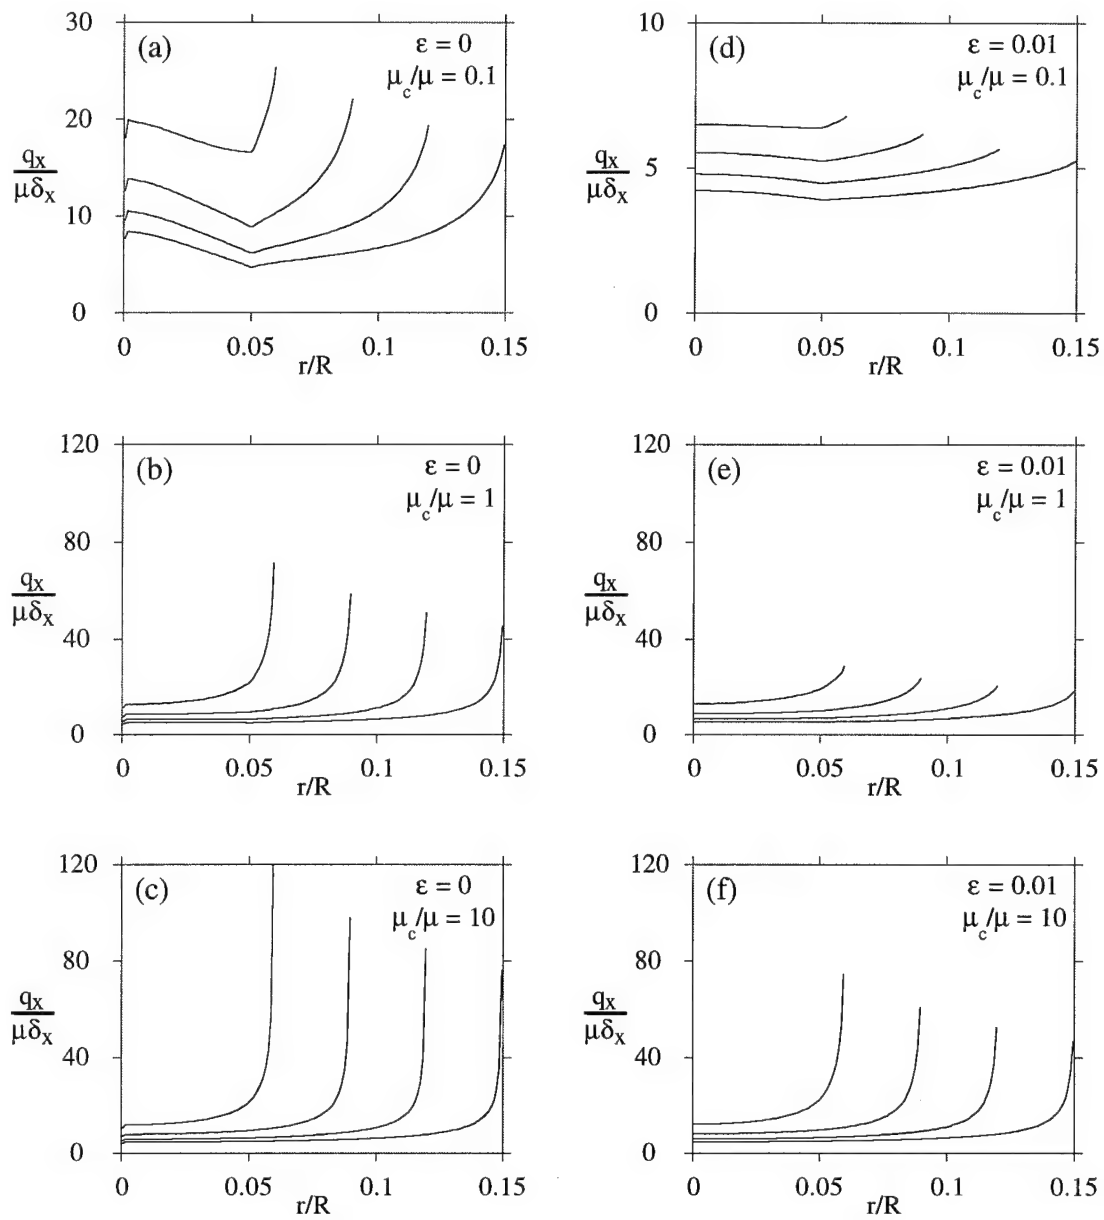 (a)
ε = 0
μc/μ = 0.1
30
20
10
0
qx
μδx
0 0.05 0.1 0.15
r/R
(d)
ε = 0.01
μc/μ = 0.1
10
5
0
qx
μδx
0 0.05 0.1 0.15
r/R
(b)
ε = 0
μc/μ = 1
120
80
40
0
qx
μδx
0 0.05 0.1 0.15
r/R
(e)
ε = 0.01
μc/μ = 1
120
80
40
0
qx
μδx
0 0.05 0.1 0.15
r/R
(c)
ε = 0
μc/μ = 10
120
80
40
0
qx
μδx
0 0.05 0.1 0.15
r/R
(f)
ε = 0.01
μc/μ = 10
120
80
40
0
qx
μδx
0 0.05 0.1 0.15
r/R